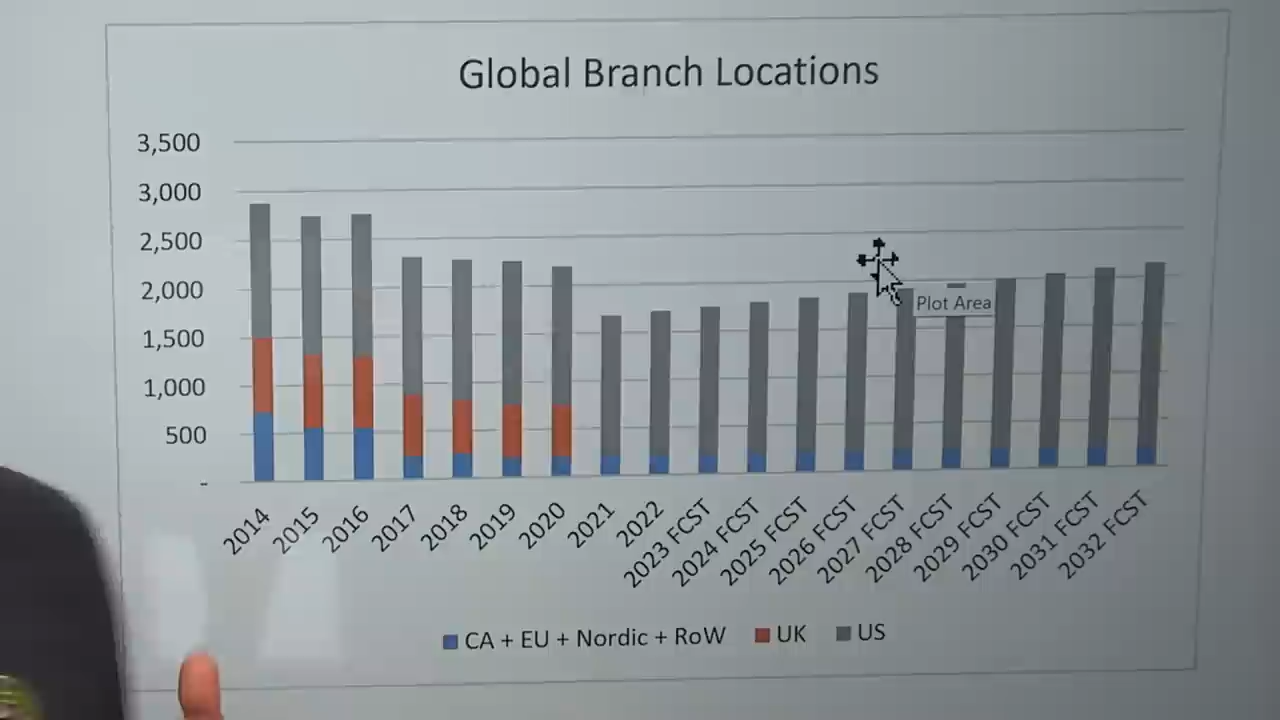 Global Branch Locations
3,500
3,000
2,500
2,000
1,500
1,000
500
-
Plot Area
2014
2015
2016
2017
2018
2019
2020
2021
2022
2023 FCST
2024 FCST
2025 FCST
2026 FCST
2027 FCST
2028 FCST
2029 FCST
2030 FCST
2031 FCST
2032 FCST
CA + EU + Nordic + RoW UK US